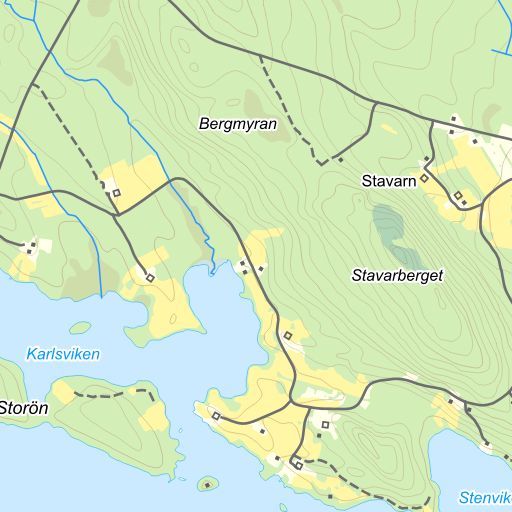 Bergmyran
Stavarn
Stavarberget
Karlsviken
Storön
Stenvik